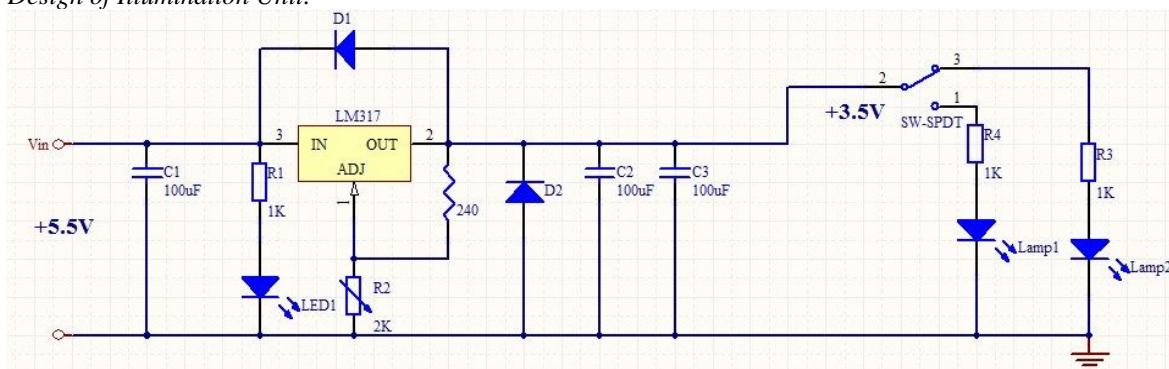 Design of Illumination Unit.
D1
LM317
3 IN OUT 2
ADJ
1
Vin
+5.5V
C1
100uF
R1
1K
LED1
R2
2K
240
D2
C2
100uF
C3
100uF
+3.5V
2
3
1
SW-SPDT
R4
1K
Lamp1
R3
1K
Lamp2